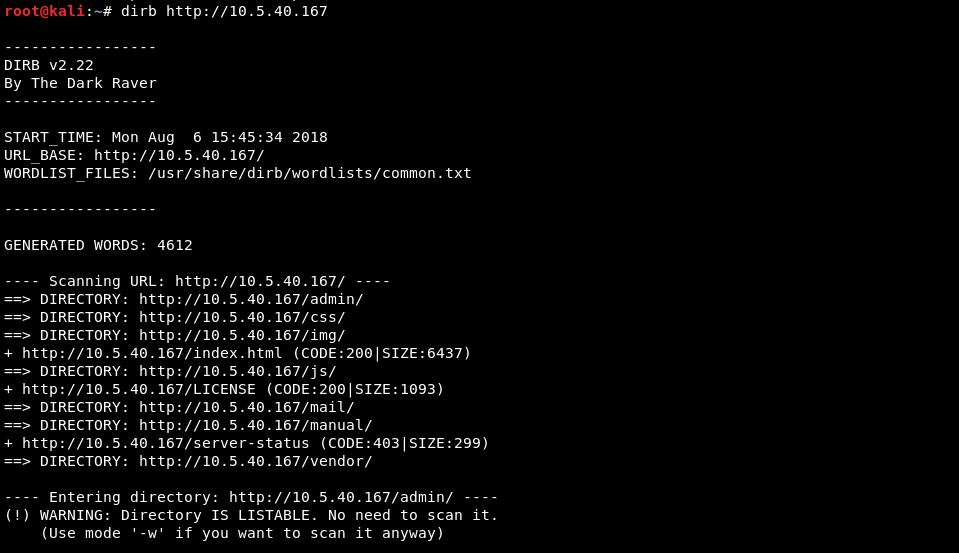 root@kali:~# dirb http://10.5.40.167
-----------------
DIRB v2.22
By The Dark Raver
-----------------
START_TIME: Mon Aug  6 15:45:34 2018
URL_BASE: http://10.5.40.167/
WORDLIST_FILES: /usr/share/dirb/wordlists/common.txt
-----------------
GENERATED WORDS: 4612
---- Scanning URL: http://10.5.40.167/ ----
==> DIRECTORY: http://10.5.40.167/admin/
==> DIRECTORY: http://10.5.40.167/css/
==> DIRECTORY: http://10.5.40.167/img/
+ http://10.5.40.167/index.html (CODE:200|SIZE:6437)
==> DIRECTORY: http://10.5.40.167/js/
+ http://10.5.40.167/LICENSE (CODE:200|SIZE:1093)
==> DIRECTORY: http://10.5.40.167/mail/
==> DIRECTORY: http://10.5.40.167/manual/
+ http://10.5.40.167/server-status (CODE:403|SIZE:299)
==> DIRECTORY: http://10.5.40.167/vendor/
---- Entering directory: http://10.5.40.167/admin/ ----
(!) WARNING: Directory IS LISTABLE. No need to scan it.
    (Use mode '-w' if you want to scan it anyway)